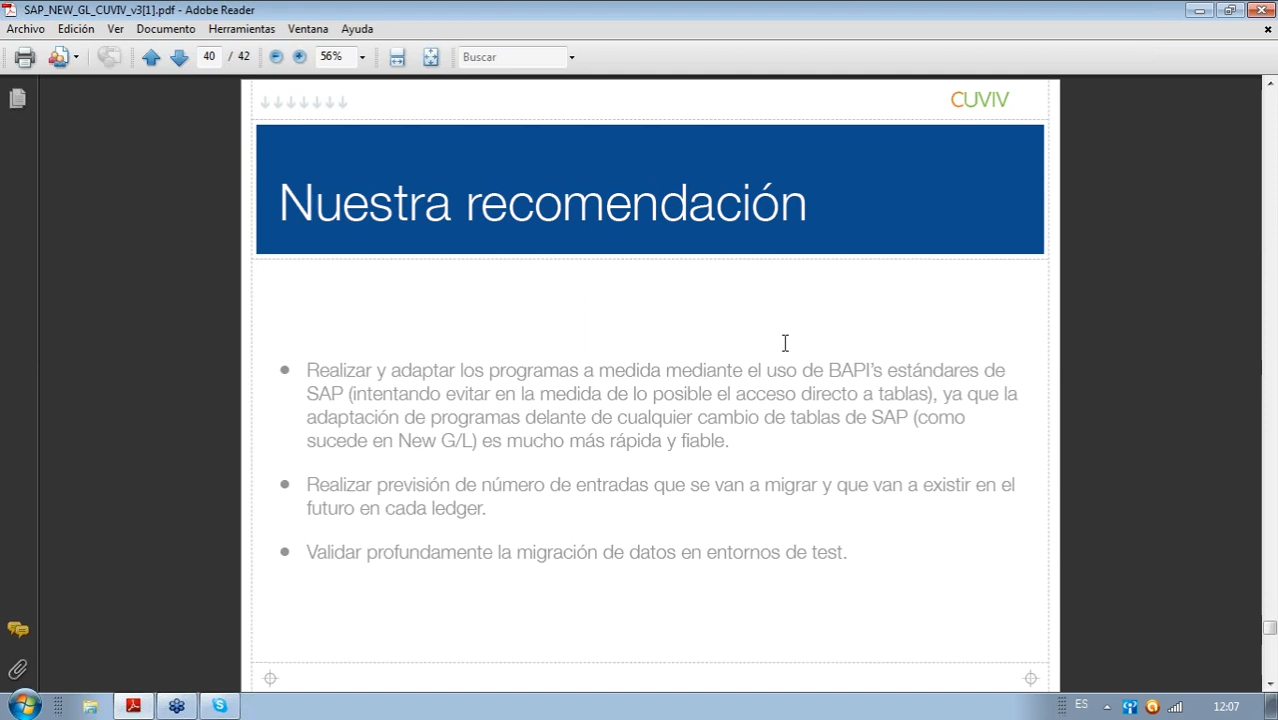 SAP_NEW_GL_CUVIV_v3[1].pdf - Adobe Reader
Archivo Edición Ver Documento Herramientas Ventana Ayuda
40 / 42 56% Buscar
CUVIV
Nuestra recomendación
• Realizar y adaptar los programas a medida mediante el uso de BAPI's estándares de
SAP (intentando evitar en la medida de lo posible el acceso directo a tablas), ya que la
adaptación de programas delante de cualquier cambio de tablas de SAP (como
sucede en New G/L) es mucho más rápida y fiable.
• Realizar previsión de número de entradas que se van a migrar y que van a existir en el
futuro en cada ledger.
• Validar profundamente la migración de datos en entornos de test.
ES 12:07